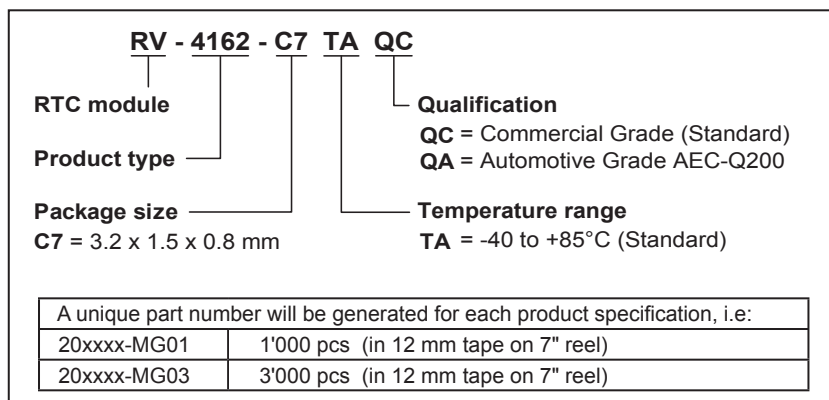 RV - 4162 - C7 TA QC
RTC module
Qualification
QC = Commercial Grade (Standard)
Product type
QA = Automotive Grade AEC-Q200
Package size
Temperature range
C7 = 3.2 x 1.5 x 0.8 mm
TA = -40 to +85°C (Standard)
A unique part number will be generated for each product specification, i.e:
20xxxx-MG01 1'000 pcs (in 12 mm tape on 7" reel)
20xxxx-MG03 3'000 pcs (in 12 mm tape on 7" reel)